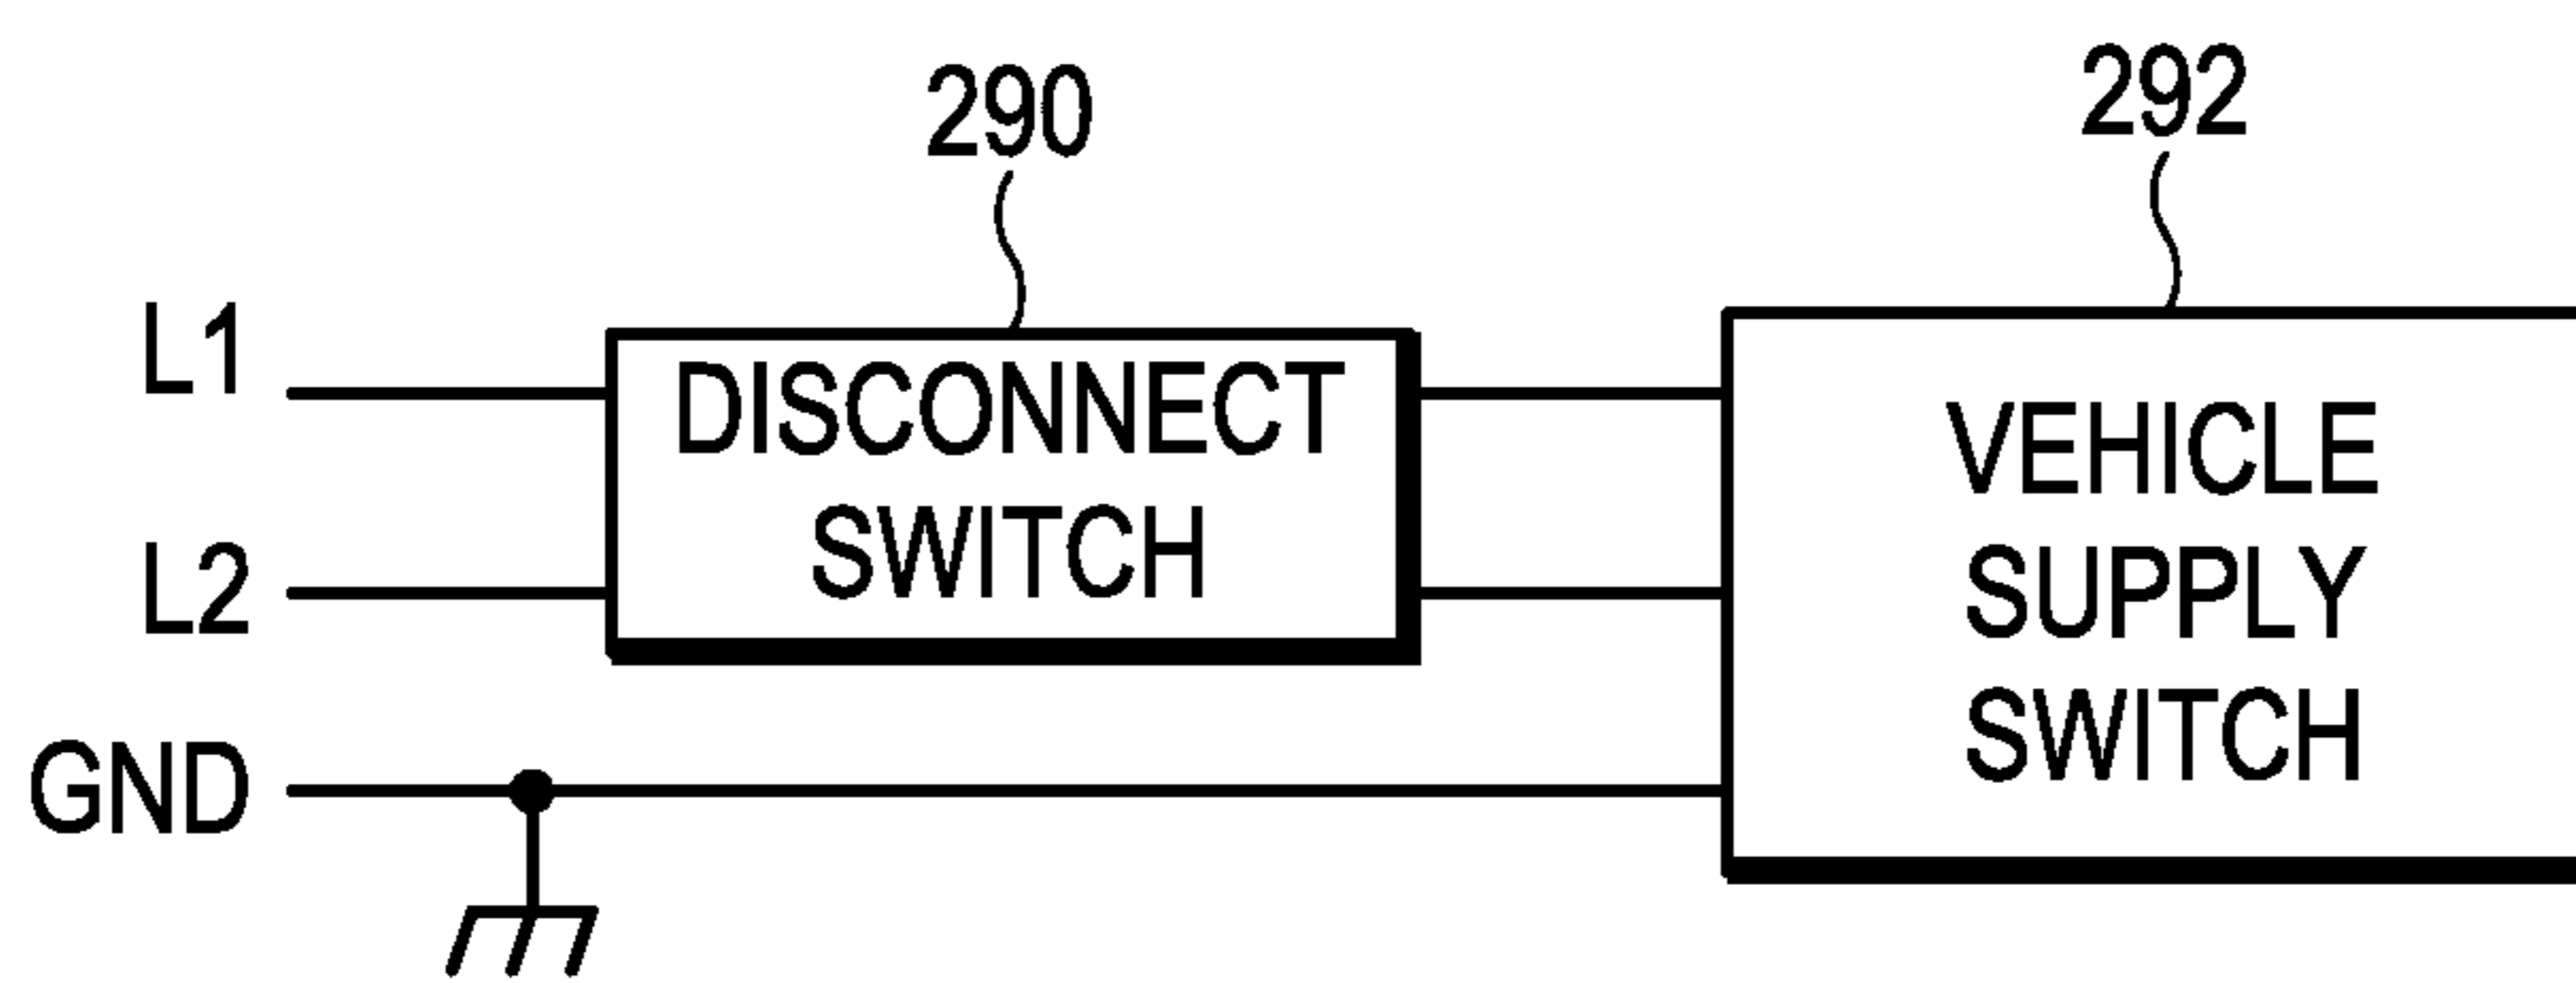 290
292
L1
DISCONNECT
SWITCH
L2
GND
VEHICLE
SUPPLY
SWITCH